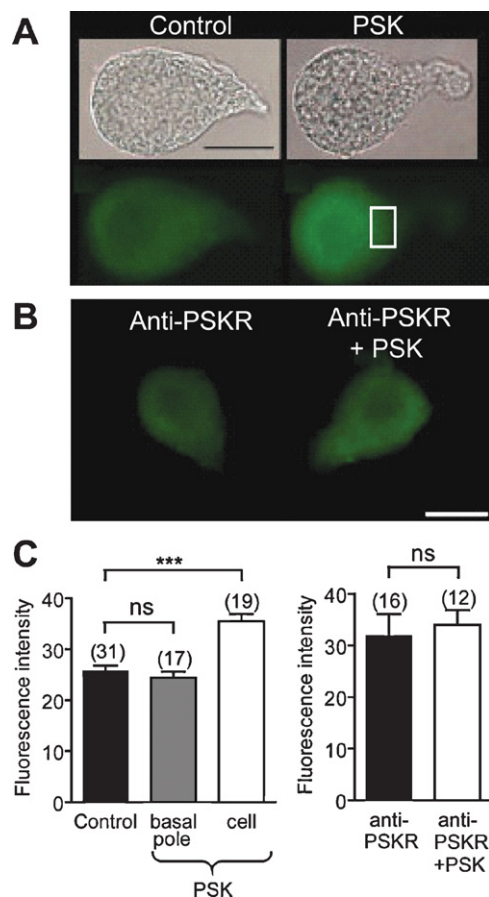 A
Control PSK
B
Anti-PSKR Anti-PSKR
+ PSK
C
Fluorescence intensity
40
30
20
10
0
***
ns
(31)
(17)
(19)
Control basal cell
pole
PSK
Fluorescence intensity
40
30
20
10
0
ns
(16)
(12)
anti- anti-
PSKR PSKR
+PSK